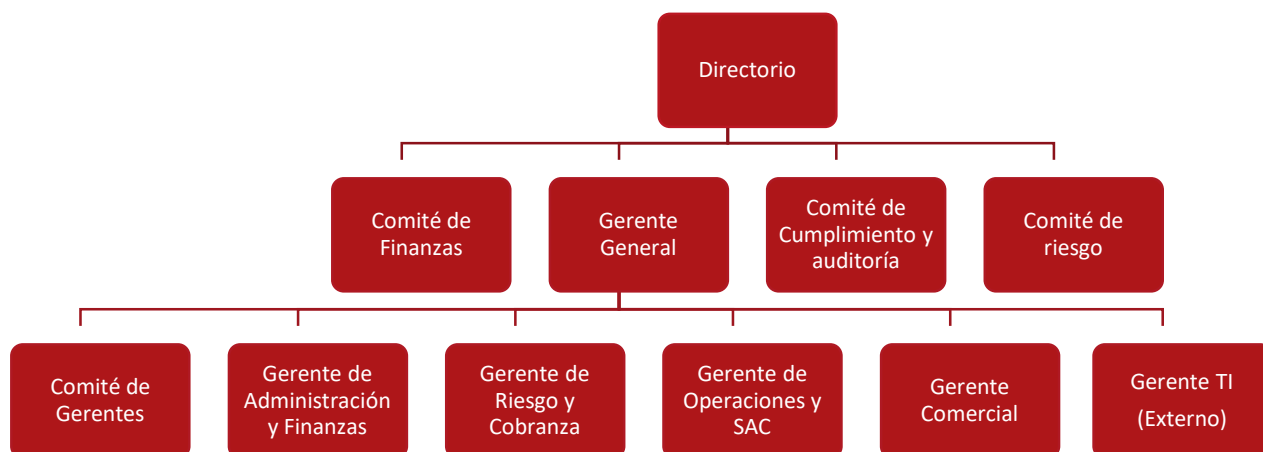 Directorio
Comité de
Finanzas
Gerente
General
Comité de
Cumplimiento y
auditoría
Comité de
riesgo
Comité de
Gerentes
Gerente de
Administración
y Finanzas
Gerente de
Riesgo y
Cobranza
Gerente de
Operaciones y
SAC
Gerente
Comercial
Gerente TI
(Externo)